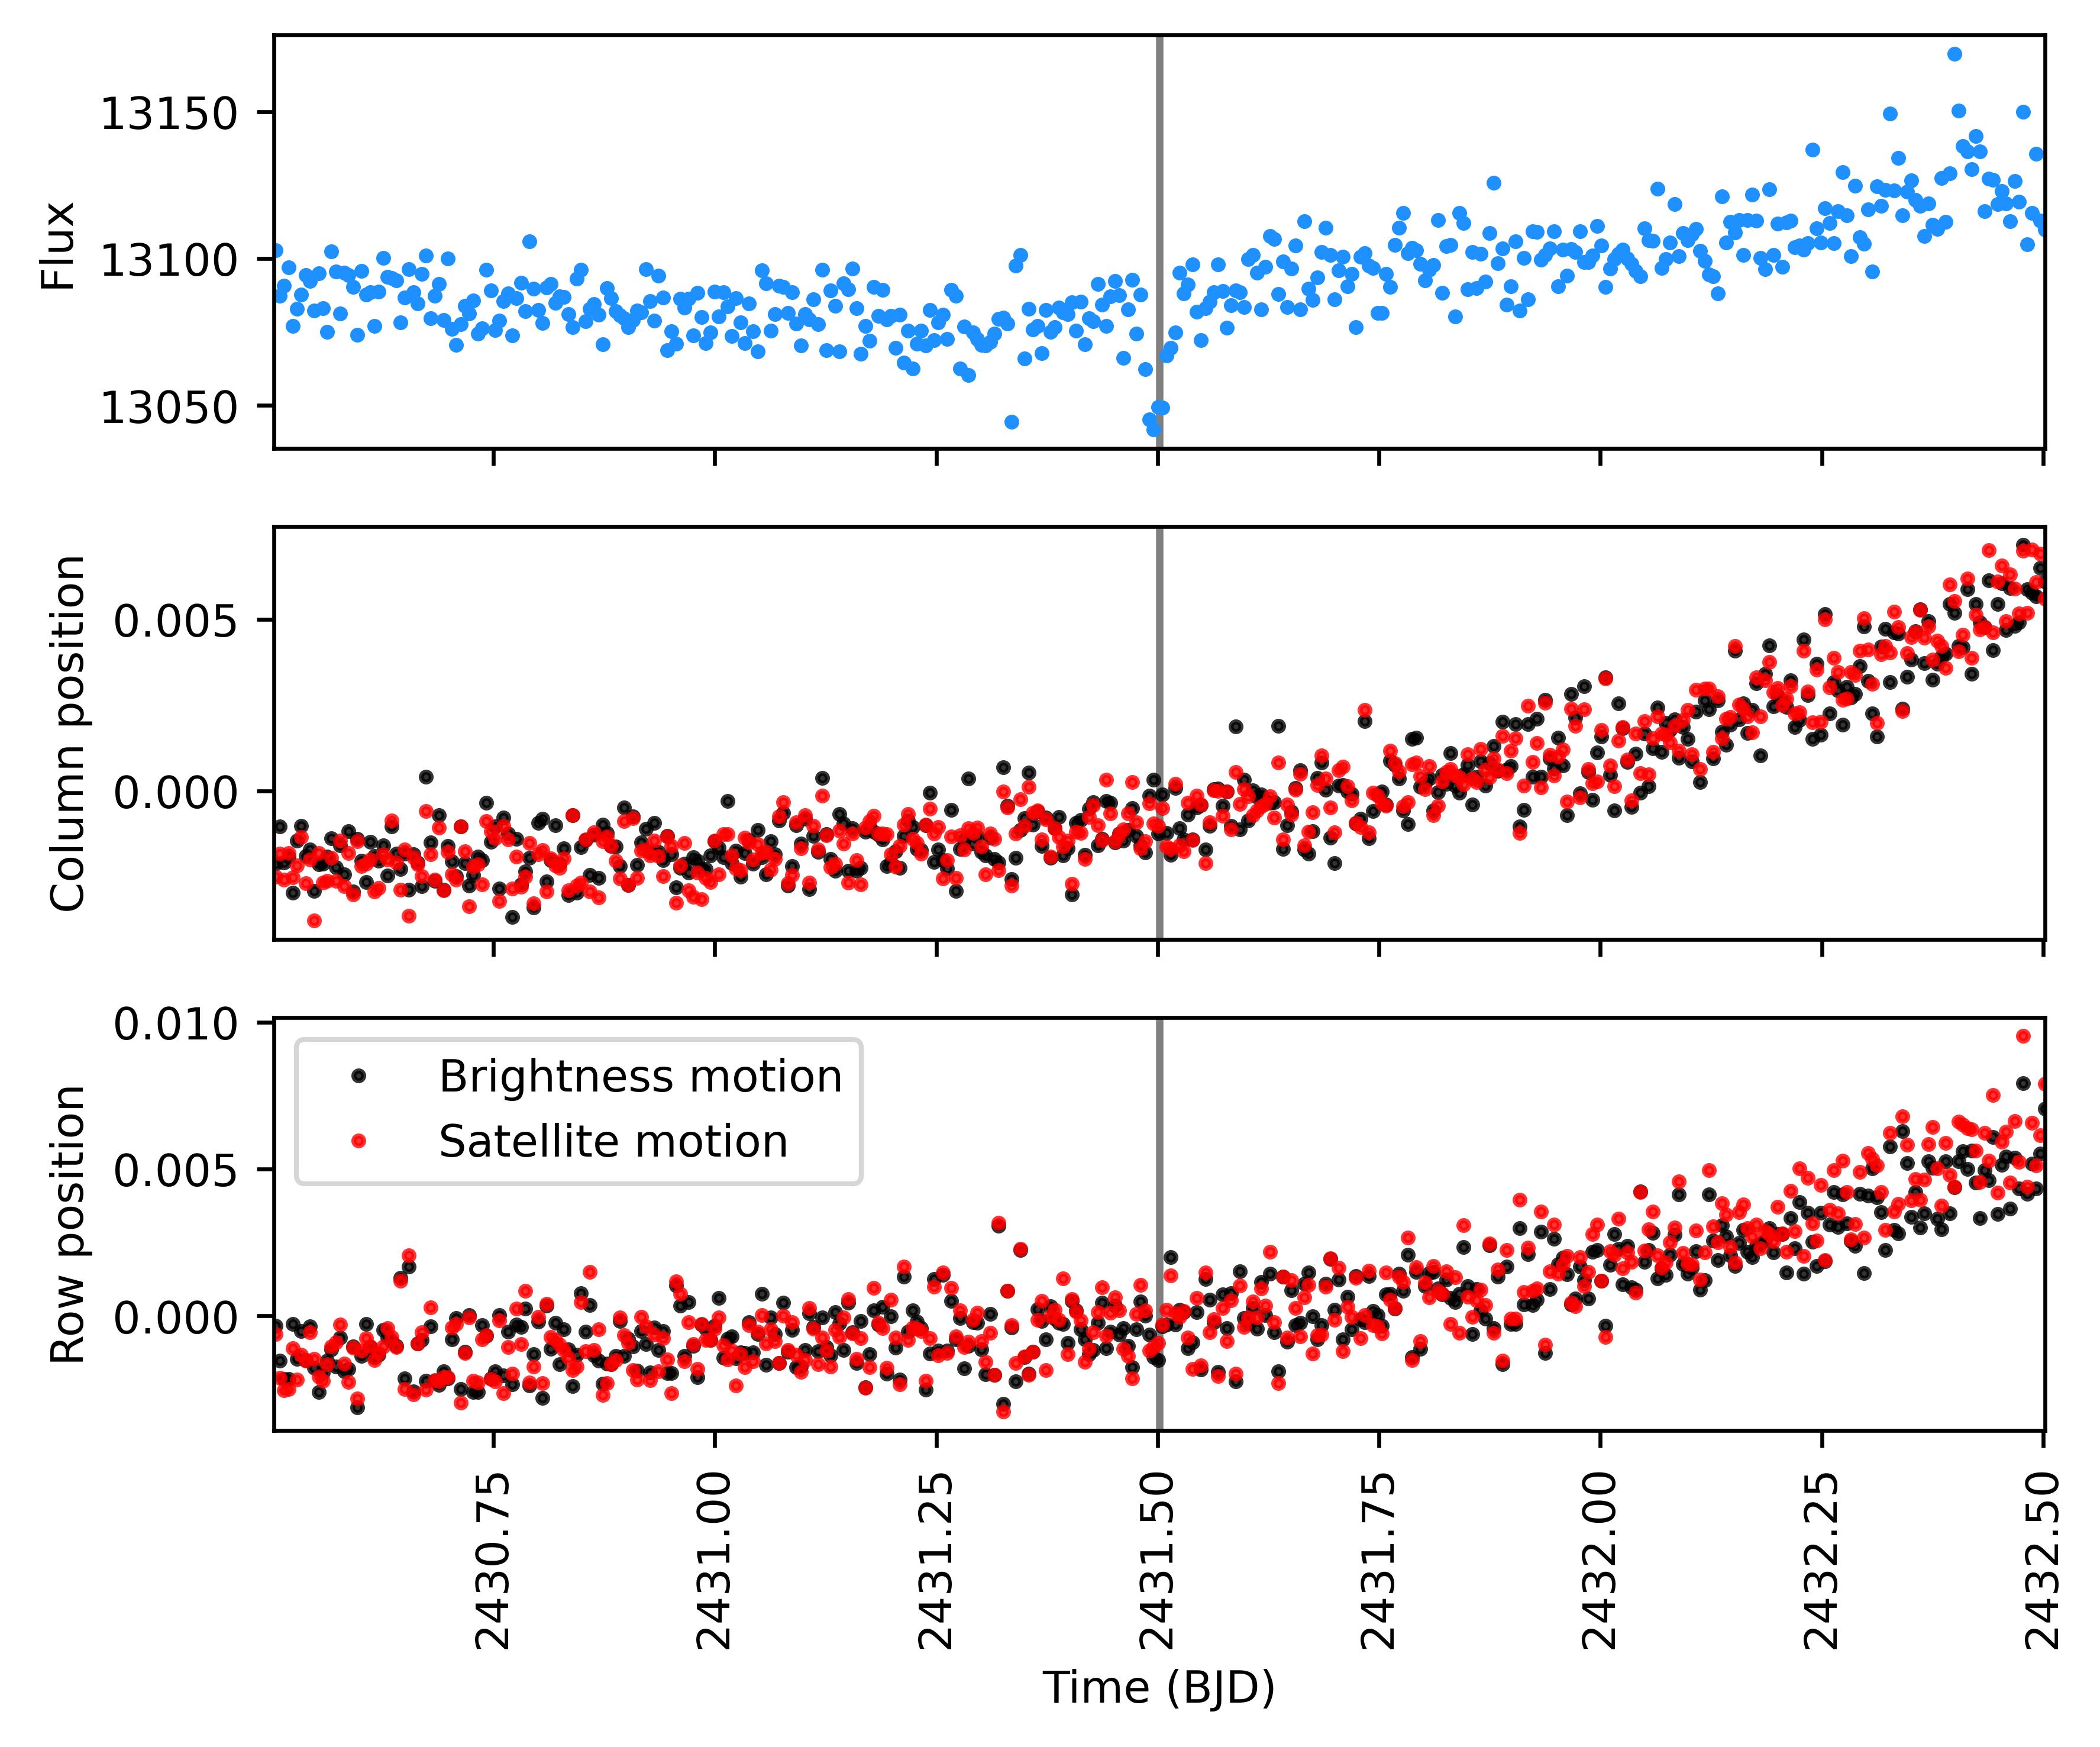 Flux
13150
13100
13050
Column position
0.005
0.000
Row position
0.010
0.005
0.000
Brightness motion
Satellite motion
2430.75
2431.00
2431.25
2431.50
2431.75
2432.00
2432.25
2432.50
Time (BJD)